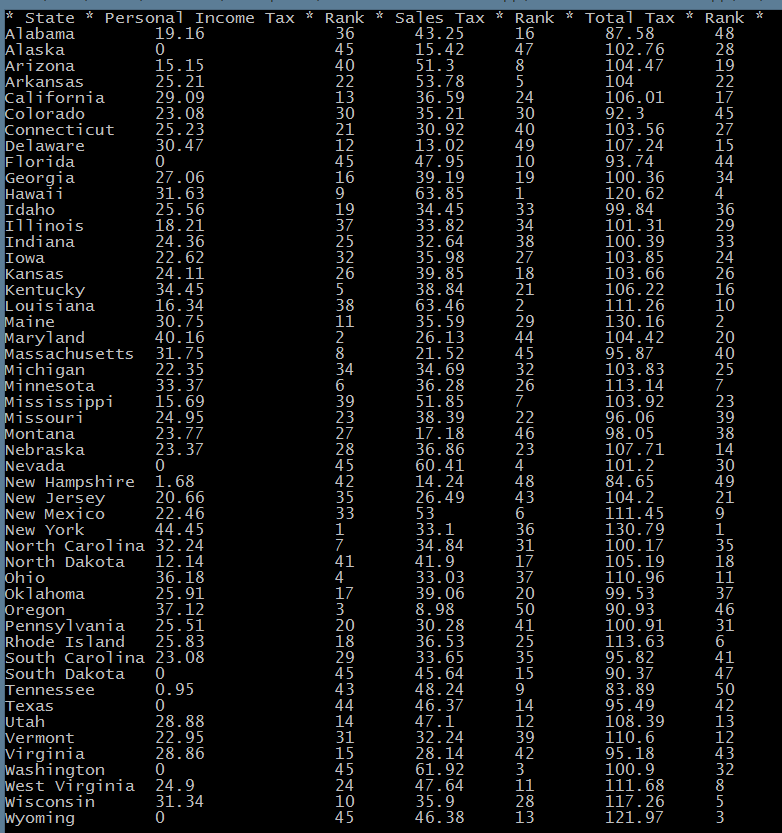 * State * Personal Income Tax * Rank * Sales Tax * Rank * Total Tax * Rank *
Alabama 19.16 36 43.25 16 87.58 48
Alaska 0 45 15.42 47 102.76 28
Arizona 15.15 40 51.3 8 104.47 19
Arkansas 25.21 22 53.78 5 104 22
California 29.09 13 36.59 24 106.01 17
Colorado 23.08 30 35.21 30 92.3 45
Connecticut 25.23 21 30.92 40 103.56 27
Delaware 30.47 12 13.02 49 107.24 15
Florida 0 45 47.95 10 93.74 44
Georgia 27.06 16 39.19 19 100.36 34
Hawaii 31.63 9 63.85 1 120.62 4
Idaho 25.56 19 34.45 33 99.84 36
Illinois 18.21 37 33.82 34 101.31 29
Indiana 24.36 25 32.64 38 100.39 33
Iowa 22.62 32 35.98 27 103.85 24
Kansas 24.11 26 39.85 18 103.66 26
Kentucky 34.45 5 38.84 21 106.22 16
Louisiana 16.34 38 63.46 2 111.26 10
Maine 30.75 11 35.59 29 130.16 2
Maryland 40.16 2 26.13 44 104.42 20
Massachusetts 31.75 8 21.52 45 95.87 40
Michigan 22.35 34 34.69 32 103.83 25
Minnesota 33.37 6 36.28 26 113.14 7
Mississippi 15.69 39 51.85 7 103.92 23
Missouri 24.95 23 38.39 22 96.06 39
Montana 23.77 27 17.18 46 98.05 38
Nebraska 23.37 28 36.86 23 107.71 14
Nevada 0 45 60.41 4 101.2 30
New Hampshire 1.68 42 14.24 48 84.65 49
New Jersey 20.66 35 26.49 43 104.2 21
New Mexico 22.46 33 53 6 111.45 9
New York 44.45 1 33.1 36 130.79 1
North Carolina 32.24 7 34.84 31 100.17 35
North Dakota 12.14 41 41.9 17 105.19 18
Ohio 36.18 4 33.03 37 110.96 11
Oklahoma 25.91 17 39.06 20 99.53 37
Oregon 37.12 3 8.98 50 90.93 46
Pennsylvania 25.51 20 30.28 41 100.91 31
Rhode Island 25.83 18 36.53 25 113.63 6
South Carolina 23.08 29 33.65 35 95.82 41
South Dakota 0 45 45.64 15 90.37 47
Tennessee 0.95 43 48.24 9 83.89 50
Texas 0 44 46.37 14 95.49 42
Utah 28.88 14 47.1 12 108.39 13
Vermont 22.95 31 32.24 39 110.6 12
Virginia 28.86 15 28.14 42 95.18 43
Washington 0 45 61.92 3 100.9 32
West Virginia 24.9 24 47.64 11 111.68 8
Wisconsin 31.34 10 35.9 28 117.26 5
Wyoming 0 45 46.38 13 121.97 3